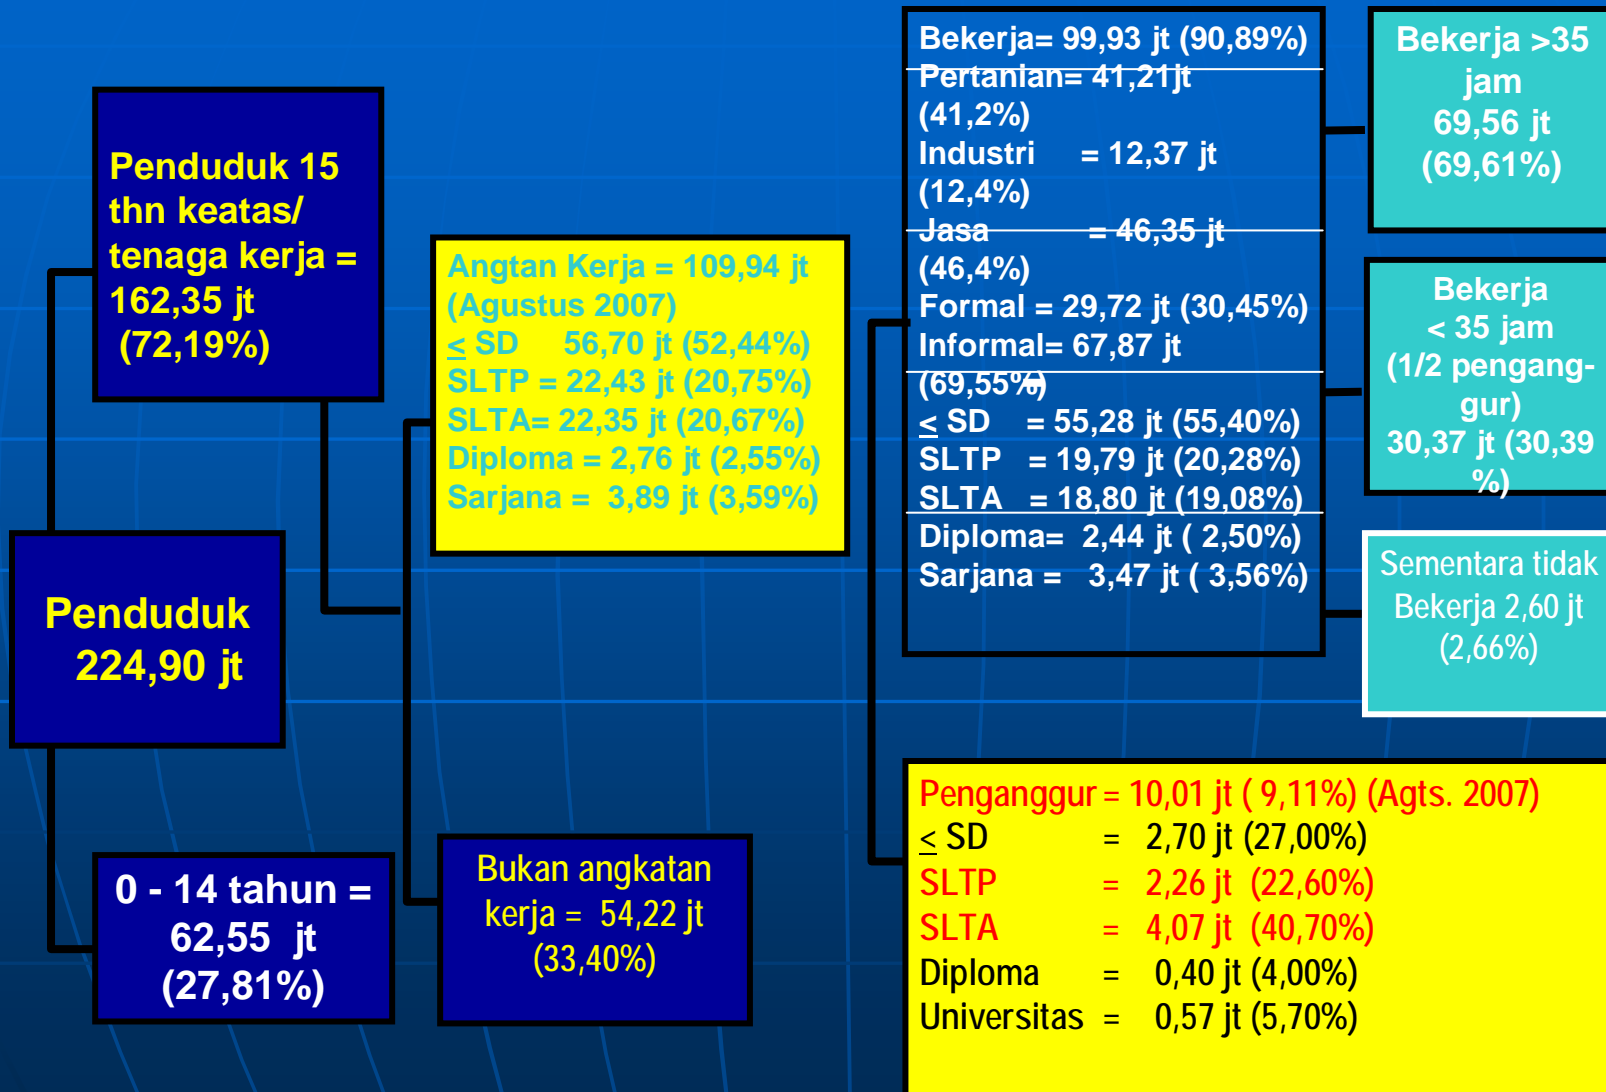 Penduduk 15
thn keatas/
tenaga kerja =
162,35 jt
(72,19%)
Penduduk
224,90 jt
0 - 14 tahun =
62,55 jt
(27,81%)
Angtan Kerja = 109,94 jt
(Agustus 2007)
≤ SD 56,70 jt (52,44%)
SLTP = 22,43 jt (20,75%)
SLTA= 22,35 jt (20,67%)
Diploma = 2,76 jt (2,55%)
Sarjana = 3,89 jt (3,59%)
Bukan angkatan
kerja = 54,22 jt
(33,40%)
Bekerja= 99,93 jt (90,89%)
Pertanian= 41,21jt
(41,2%)
Industri = 12,37 jt
(12,4%)
Jasa = 46,35 jt
(46,4%)
Formal = 29,72 jt (30,45%)
Informal= 67,87 jt
(69,55%)
≤ SD = 55,28 jt (55,40%)
SLTP = 19,79 jt (20,28%)
SLTA = 18,80 jt (19,08%)
Diploma= 2,44 jt ( 2,50%)
Sarjana = 3,47 jt ( 3,56%)
Bekerja >35
jam
69,56 jt
(69,61%)
Bekerja
< 35 jam
(1/2 pengang-
gur)
30,37 jt (30,39
%)
Sementara tidak
Bekerja 2,60 jt
(2,66%)
Penganggur = 10,01 jt ( 9,11%) (Agts. 2007)
≤ SD = 2,70 jt (27,00%)
SLTP = 2,26 jt (22,60%)
SLTA = 4,07 jt (40,70%)
Diploma = 0,40 jt (4,00%)
Universitas = 0,57 jt (5,70%)